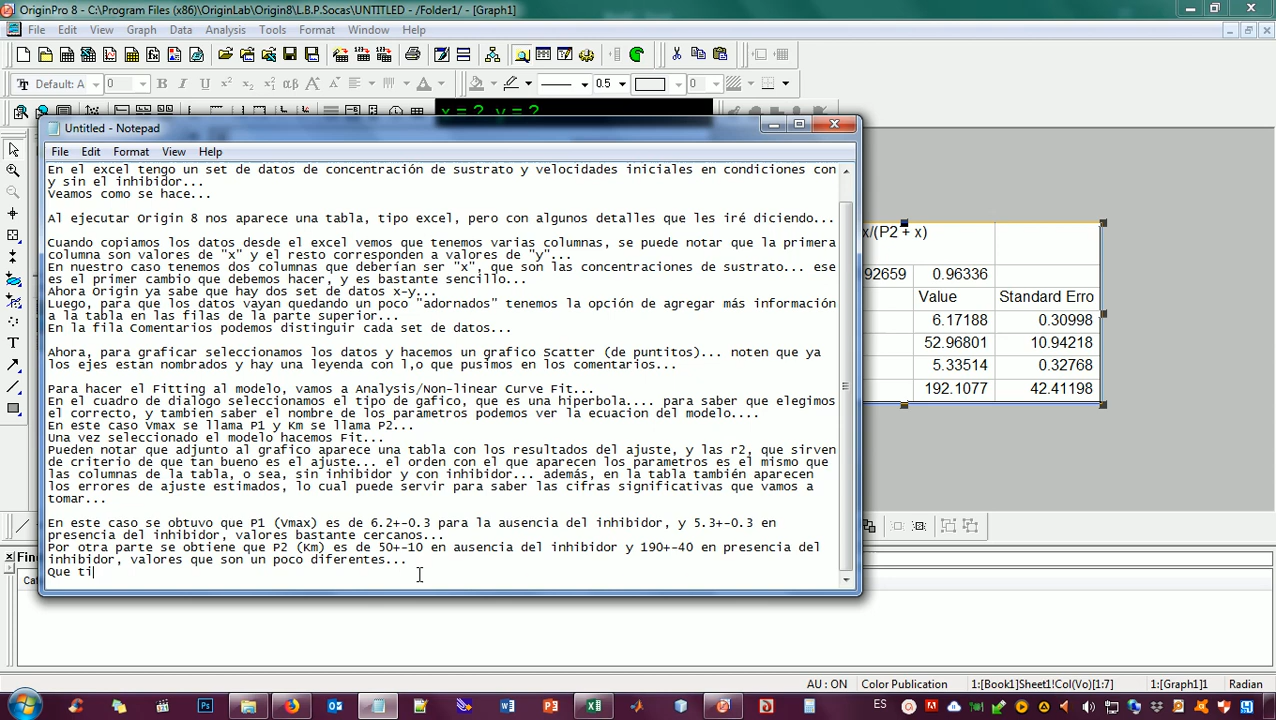 OriginPro 8 - C:\Program Files (x86)\OriginLab\Origin8\L.B.P.Socas\UNTITLED - /Folder1/ - [Graph1]
File Edit View Graph Data Analysis Tools Format Window Help
Default: A 0 B I U 0.5 0
x = ?, y = ?
Untitled - Notepad
File Edit Format View Help
En el excel tengo un set de datos de concentración de sustrato y velocidades iniciales en condiciones con
y sin el inhibidor...
Veamos como se hace...
Al ejecutar Origin 8 nos aparece una tabla, tipo excel, pero con algunos detalles que les iré diciendo...
Cuando copiamos los datos desde el excel vemos que tenemos varias columnas, se puede notar que la primera
columna son valores de "x" y el resto corresponden a valores de "y"...
En nuestro caso tenemos dos columnas que deberían ser "x", que son las concentraciones de sustrato... ese
es el primer cambio que debemos hacer, y es bastante sencillo...
Ahora Origin ya sabe que hay dos set de datos x-y...
Luego, para que los datos vayan quedando un poco "adornados" tenemos la opción de agregar más información
a la tabla en las filas de la parte superior...
En la fila Comentarios podemos distinguir cada set de datos...
Ahora, para graficar seleccionamos los datos y hacemos un grafico Scatter (de puntitos)... noten que ya
los ejes estan nombrados y hay una leyenda con l,o que pusimos en los comentarios...
Para hacer el Fitting al modelo, vamos a Analysis/Non-linear Curve Fit...
En el cuadro de dialogo seleccionamos el tipo de gafico, que es una hiperbola.... para saber que elegimos
el correcto, y tambien saber el nombre de los parametros podemos ver la ecuacion del modelo....
En este caso Vmax se llama P1 y Km se llama P2...
Una vez seleccionado el modelo hacemos Fit...
Pueden notar que adjunto al grafico aparece una tabla con los resultados del ajuste, y las r2, que sirven
de criterio de que tan bueno es el ajuste... el orden con el que aparecen los parametros es el mismo que
las columnas de la tabla, o sea, sin inhibidor y con inhibidor... además, en la tabla también aparecen
los errores de ajuste estimados, lo cual puede servir para saber las cifras significativas que vamos a
tomar...
En este caso se obtuvo que P1 (Vmax) es de 6.2+-0.3 para la ausencia del inhibidor, y 5.3+-0.3 en
presencia del inhibidor, valores bastante cercanos...
Por otra parte se obtiene que P2 (Km) es de 50+-10 en ausencia del inhibidor y 190+-40 en presencia del
inhibidor, valores que son un poco diferentes...
Que ti
x/(P2 + x)
92659 0.96336
Value Standard Erro
6.17188 0.30998
52.96801 10.94218
5.33514 0.32768
192.1077 42.41198
AU : ON Color Publication 1:[Book1]Sheet1!Col(Vo)[1:7] 1:[Graph1]1 Radian
ES